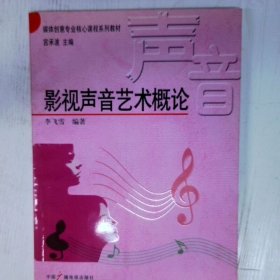 媒体创意专业核心课程系列教材
宫承波 主编
声音
影视声音艺术概论
李飞雪 编著
中国广播电视出版社